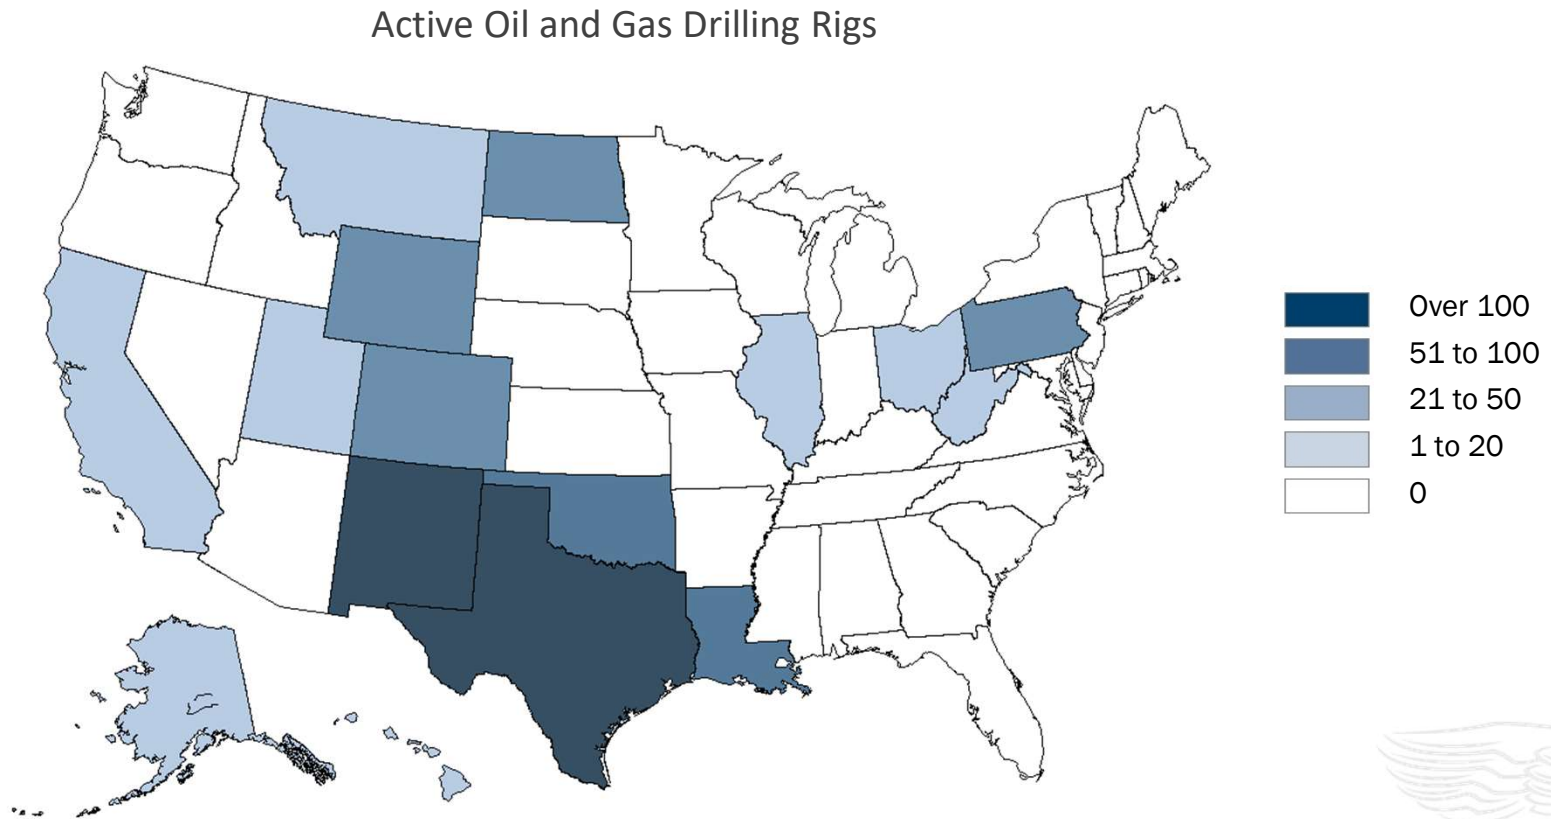 Active Oil and Gas Drilling Rigs
Over 100
51 to 100
21 to 50
1 to 20
0